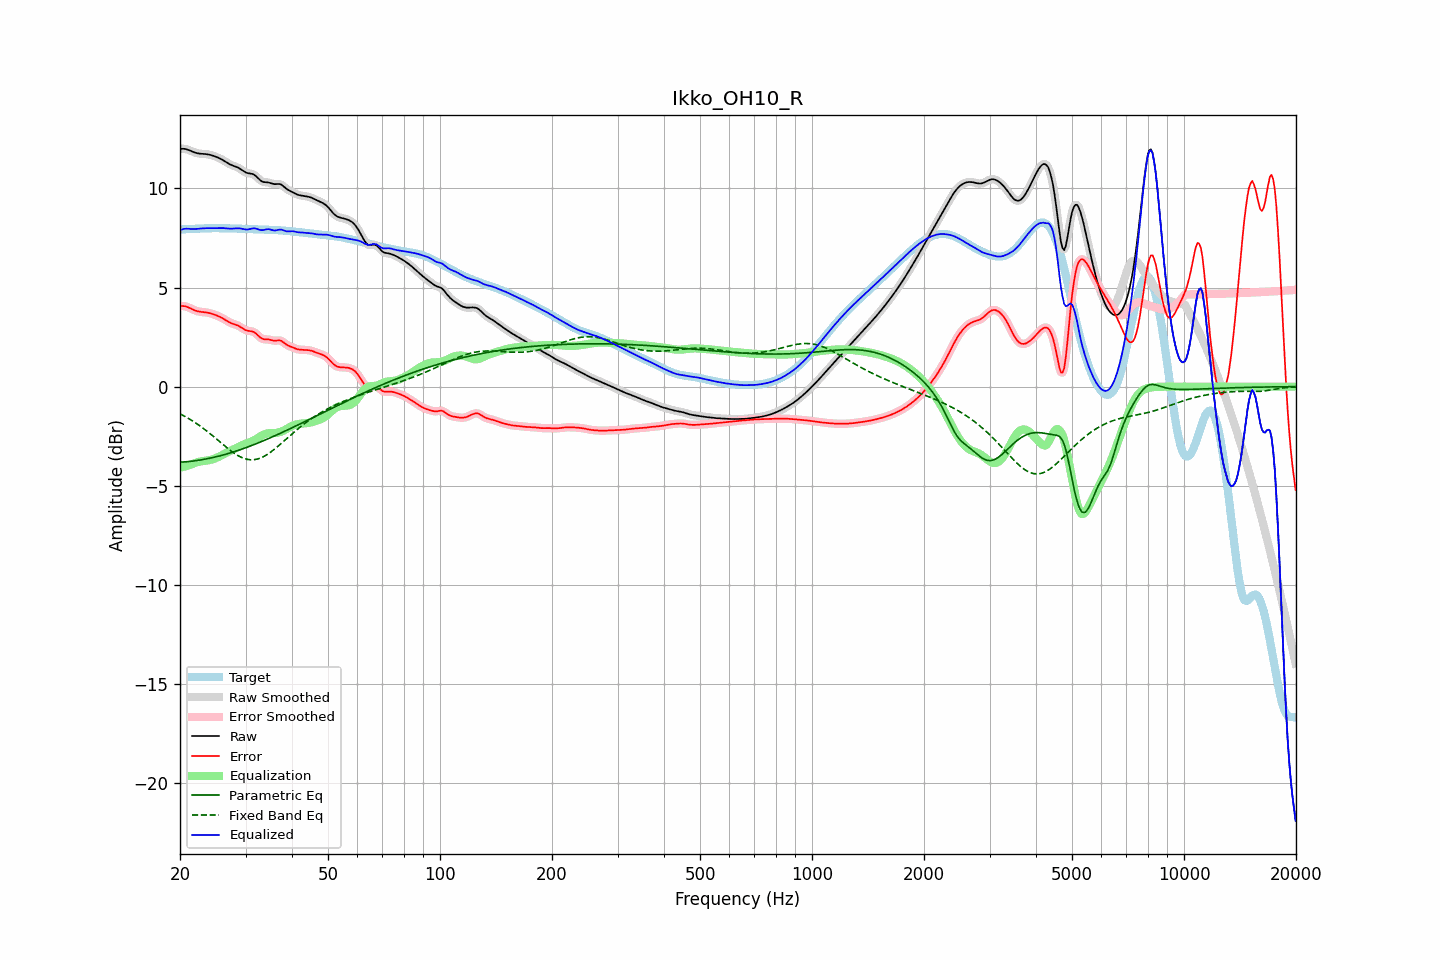 Ikko_OH10_R
Amplitude (dBr)
10
5
0
−5
−10
−15
−20
Target
Raw Smoothed
Error Smoothed
Raw
Error
Equalization
Parametric Eq
Fixed Band Eq
Equalized
20 50 100 200 500 1000 2000 5000 10000 20000
Frequency (Hz)